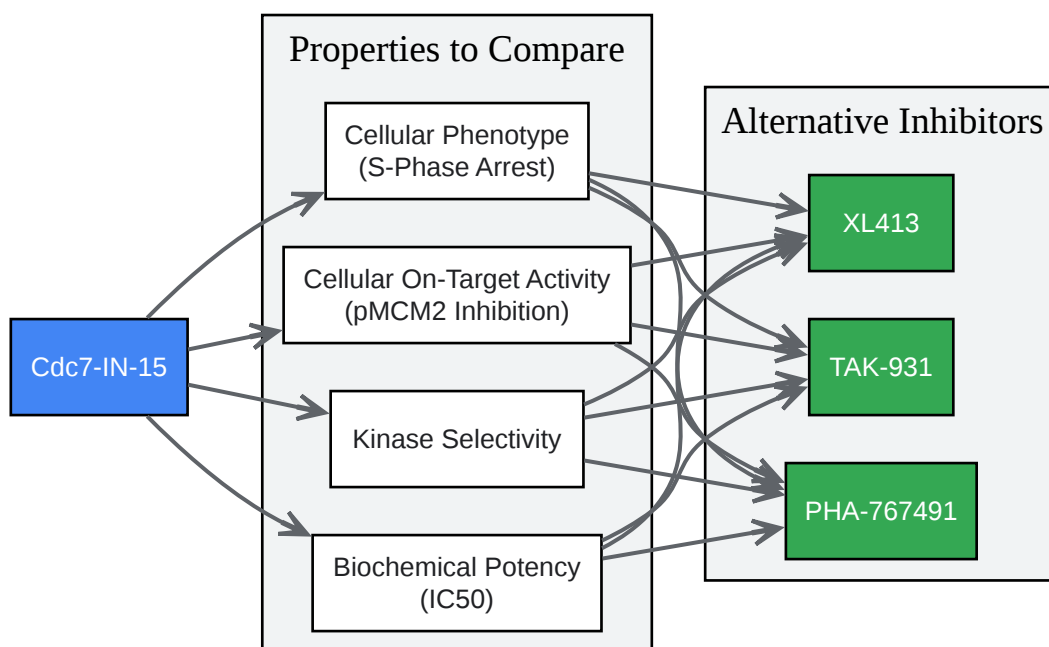 Properties to Compare
Cellular Phenotype
(S-Phase Arrest)
Cellular On-Target Activity
(pMCM2 Inhibition)
Kinase Selectivity
Biochemical Potency
(IC50)
Cdc7-IN-15
Alternative Inhibitors
XL413
TAK-931
PHA-767491